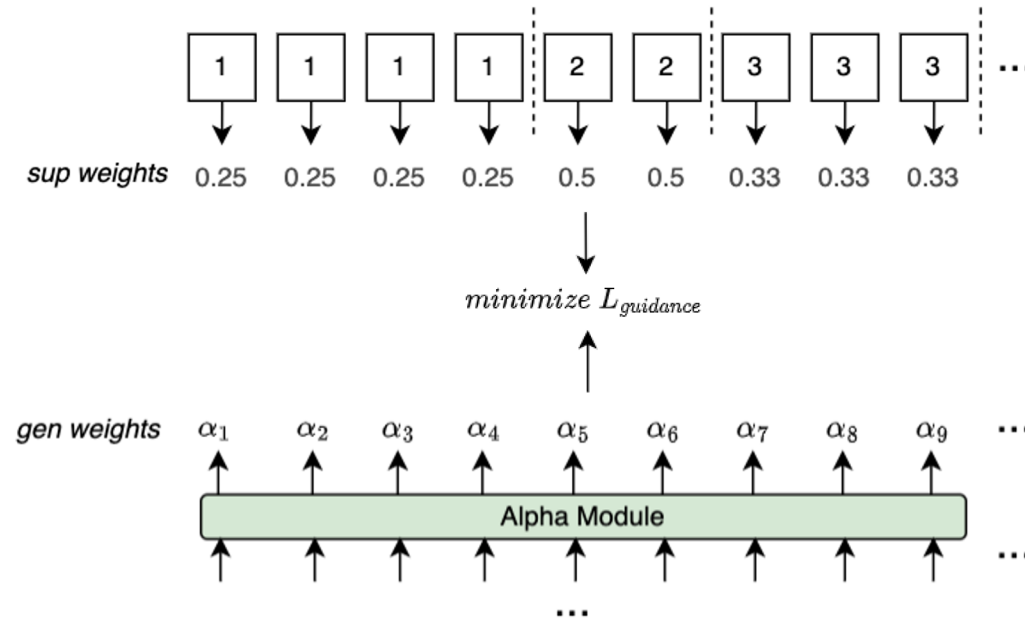 1 1 1 1 2 2 3 3 3 ...
sup weights 0.25 0.25 0.25 0.25 0.5 0.5 0.33 0.33 0.33
minimize L_guidance
gen weights α₁ α₂ α₃ α₄ α₅ α₆ α₇ α₈ α₉ ...
Alpha Module
...
...